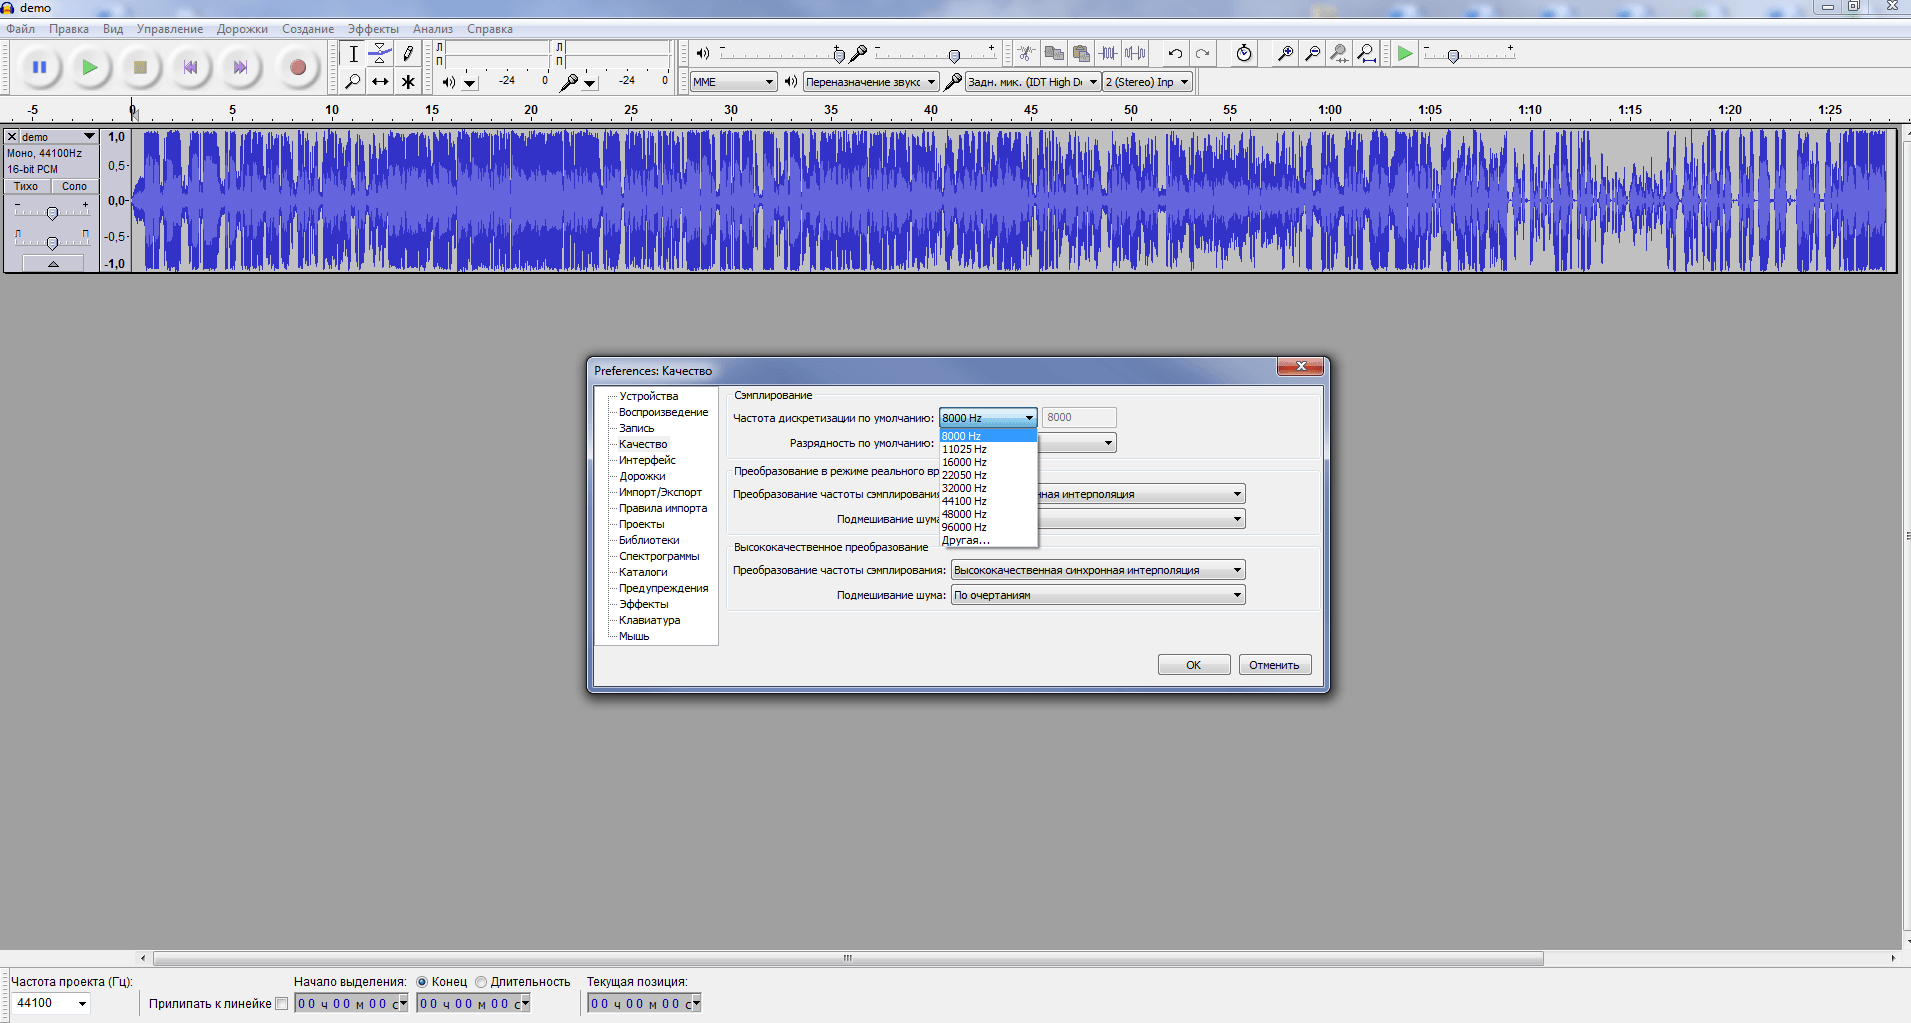 demo
Файл Правка Вид Управление Дорожки Создание Эффекты Анализ Справка
Л
П
Л
П
-24 0
-24 0
MME
Переназначение звукс
Задн. мик. (IDT High D
2 (Stereo) Inp
-5 0 5 10 15 20 25 30 35 40 45 50 55 1:00 1:05 1:10 1:15 1:20 1:25
demo
Моно, 44100Hz
16-bit PCM
Тихо Соло
- +
Л П
1,0
0,5-
0,0-
-0,5-
-1,0
Preferences: Качество
Устройства
Воспроизведение
Запись
Качество
Интерфейс
Дорожки
Импорт/Экспорт
Правила импорта
Проекты
Библиотеки
Спектрограммы
Каталоги
Предупреждения
Эффекты
Клавиатура
Мышь
Сэмплирование
Частота дискретизации по умолчанию: 8000 Hz 8000
Разрядность по умолчанию:
8000 Hz
11025 Hz
16000 Hz
22050 Hz
32000 Hz
44100 Hz
48000 Hz
96000 Hz
Другая...
Преобразование в режиме реального вр
Преобразование частоты сэмплирования ная интерполяция
Подмешивание шума
Высококачественное преобразование
Преобразование частоты сэмплирования: Высококачественная синхронная интерполяция
Подмешивание шума: По очертаниям
OK Отменить
Частота проекта (Гц):
44100
Прилипать к линейке
Начало выделения: Конец Длительность
00 ч 00 м 00 с 00 ч 00 м 00 с
Текущая позиция:
00 ч 00 м 00 с